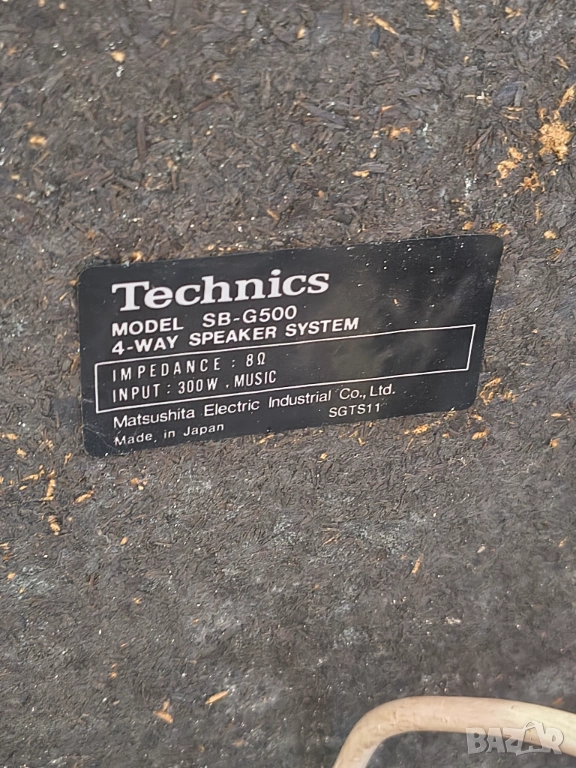 Technics
MODEL SB-G500
4-WAY SPEAKER SYSTEM
IMPEDANCE : 8Ω
INPUT : 300W . MUSIC
Matsushita Electric Industrial Co., Ltd.
Made in Japan SGTS11
BAZAR